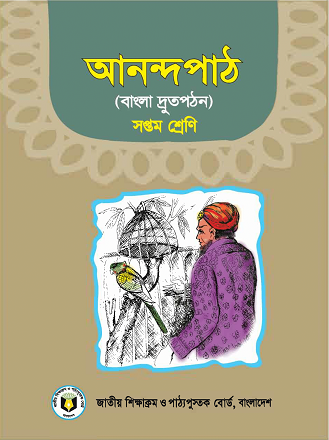 আনন্দপাঠ
(বাংলা দ্রুতপঠন)
সপ্তম শ্রেণি
জাতীয় শিক্ষাক্রম ও পাঠ্যপুস্তক বোর্ড, বাংলাদেশ